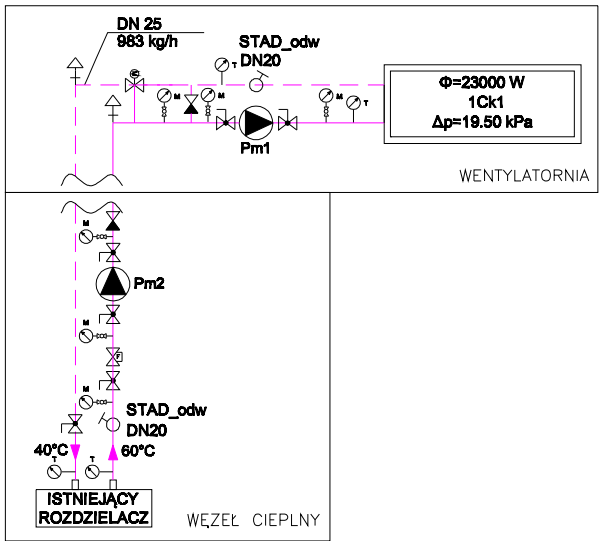 DN 25
983 kg/h
STAD_odw
DN20
T
M
M
M
T
Φ=23000 W
1Ck1
Δp=19.50 kPa
Pm1
WENTYLATORNIA
M
Pm2
M
F
M
STAD_odw
DN20
40°C
60°C
T
T
ISTNIEJĄCY
ROZDZIELACZ
WĘZEŁ CIEPLNY